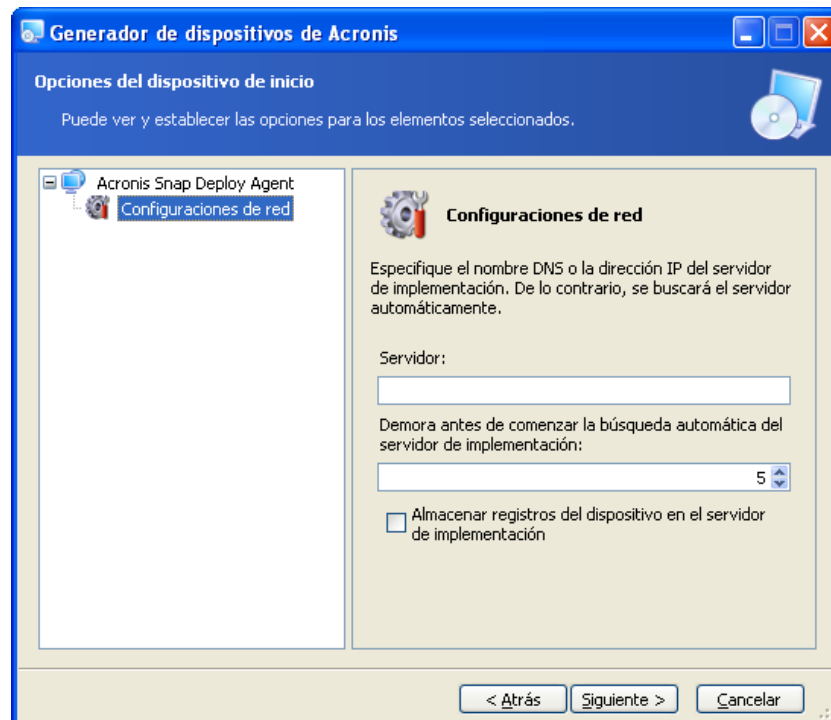 Generador de dispositivos de Acronis
Opciones del dispositivo de inicio
Puede ver y establecer las opciones para los elementos seleccionados.
Acronis Snap Deploy Agent
Configuraciones de red
Configuraciones de red
Especifique el nombre DNS o la dirección IP del servidor
de implementación. De lo contrario, se buscará el servidor
automáticamente.
Servidor:
Demora antes de comenzar la búsqueda automática del
servidor de implementación:
5
Almacenar registros del dispositivo en el servidor
de implementación
< Atrás
Siguiente >
Cancelar